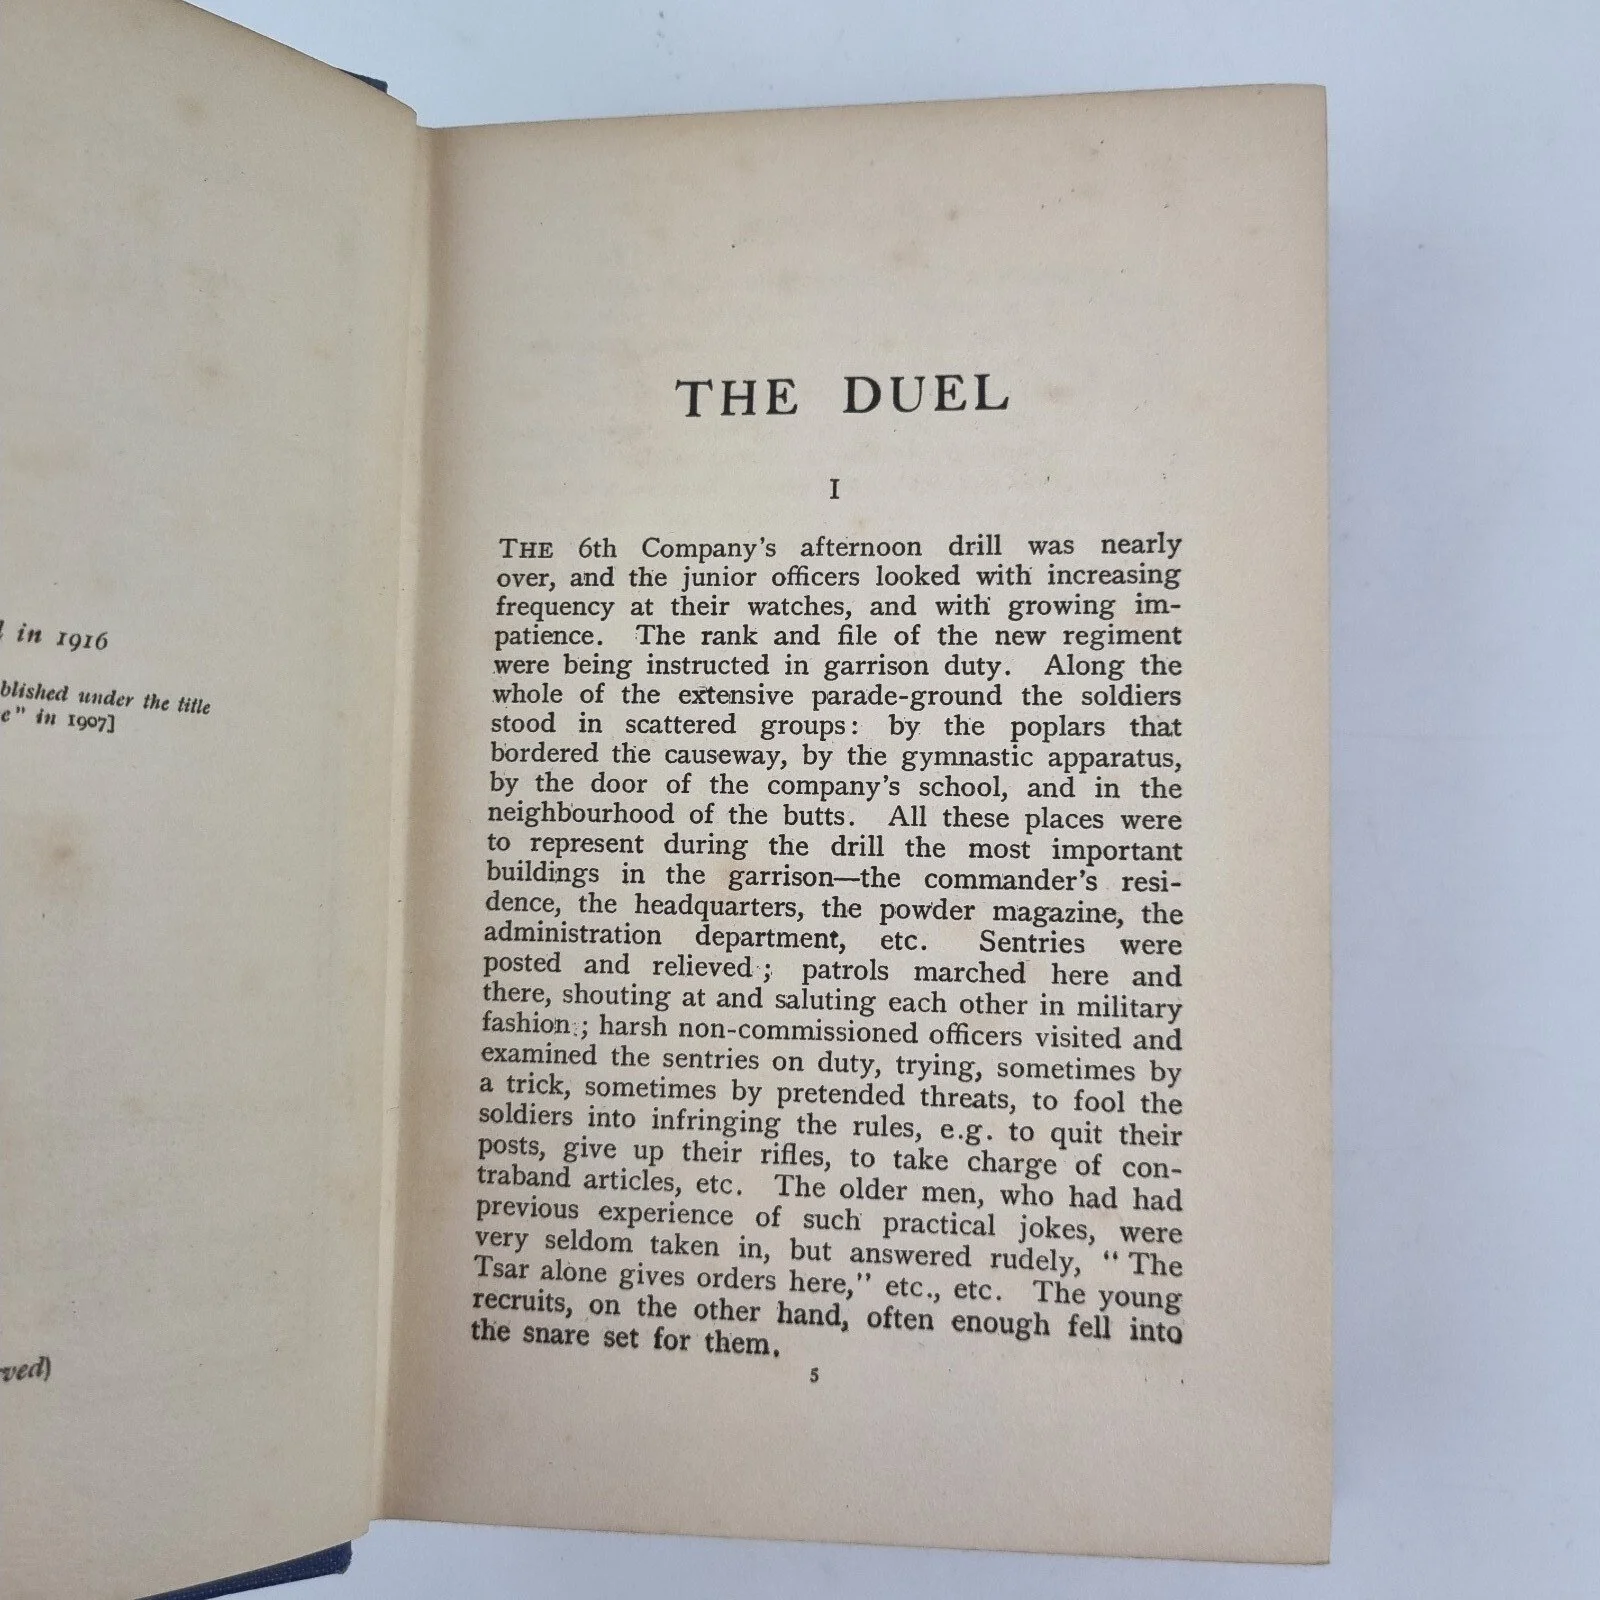 in 1916
blished under the title
e" in 1907]
ved)
THE DUEL
I
THE 6th Company's afternoon drill was nearly
over, and the junior officers looked with increasing
frequency at their watches, and with growing im-
patience. The rank and file of the new regiment
were being instructed in garrison duty. Along the
whole of the extensive parade-ground the soldiers
stood in scattered groups: by the poplars that
bordered the causeway, by the gymnastic apparatus,
by the door of the company's school, and in the
neighbourhood of the butts. All these places were
to represent during the drill the most important
buildings in the garrison—the commander's resi-
dence, the headquarters, the powder magazine, the
administration department, etc. Sentries were
posted and relieved; patrols marched here and
there, shouting at and saluting each other in military
fashion; harsh non-commissioned officers visited and
examined the sentries on duty, trying, sometimes by
a trick, sometimes by pretended threats, to fool the
soldiers into infringing the rules, e.g. to quit their
posts, give up their rifles, to take charge of con-
traband articles, etc. The older men, who had had
previous experience of such practical jokes, were
very seldom taken in, but answered rudely, "The
Tsar alone gives orders here," etc., etc. The young
recruits, on the other hand, often enough fell into
the snare set for them.
5